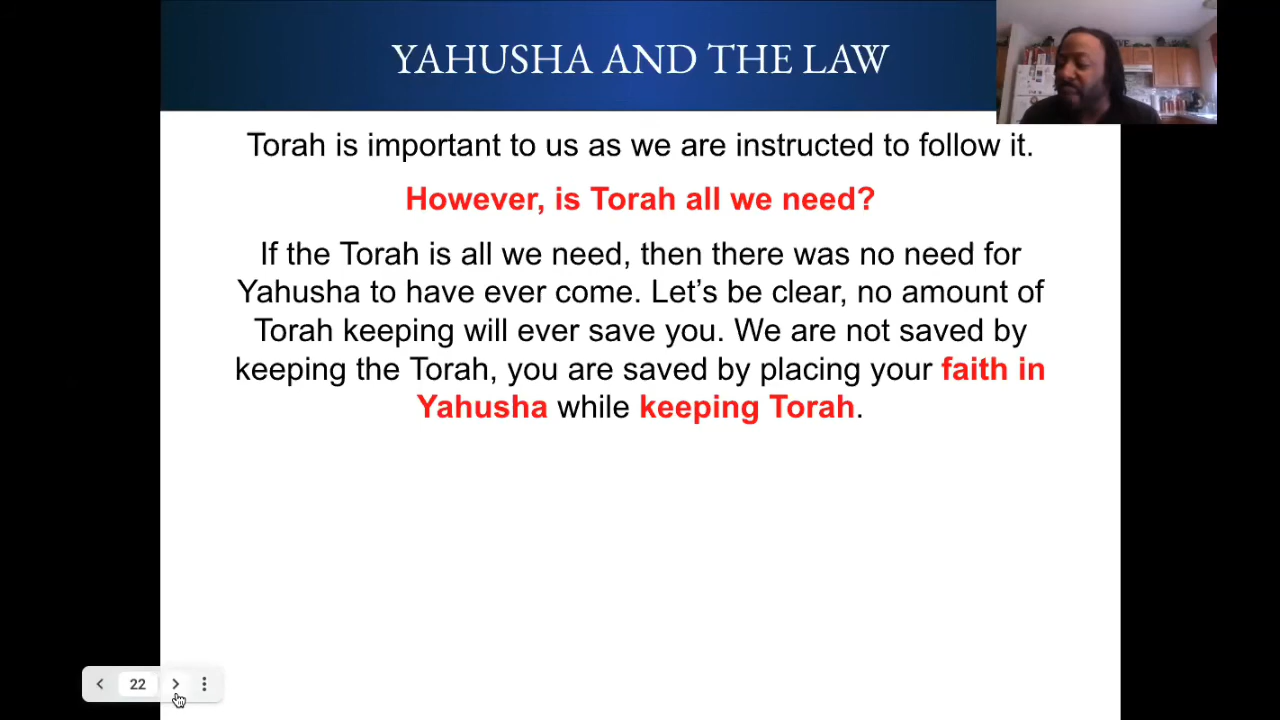 YAHUSHA AND THE LAW
Torah is important to us as we are instructed to follow it.
However, is Torah all we need?
If the Torah is all we need, then there was no need for
Yahusha to have ever come. Let's be clear, no amount of
Torah keeping will ever save you. We are not saved by
keeping the Torah, you are saved by placing your faith in
Yahusha while keeping Torah.
22